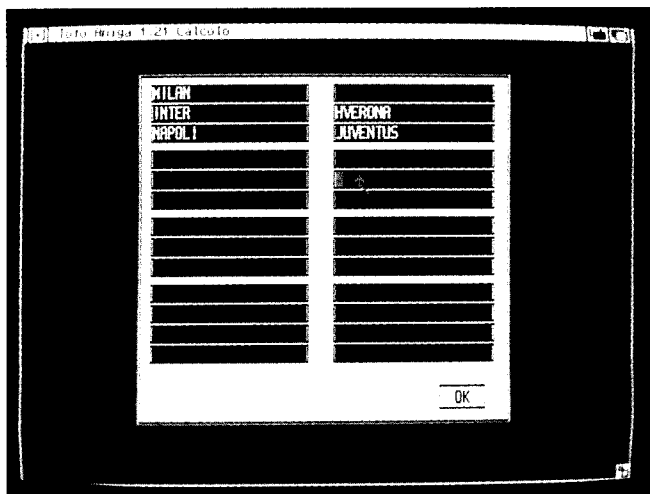 Toto Amiga 1.21 Calcolo
MILAN
INTER HVERONA
NAPOLI JUVENTUS
OK